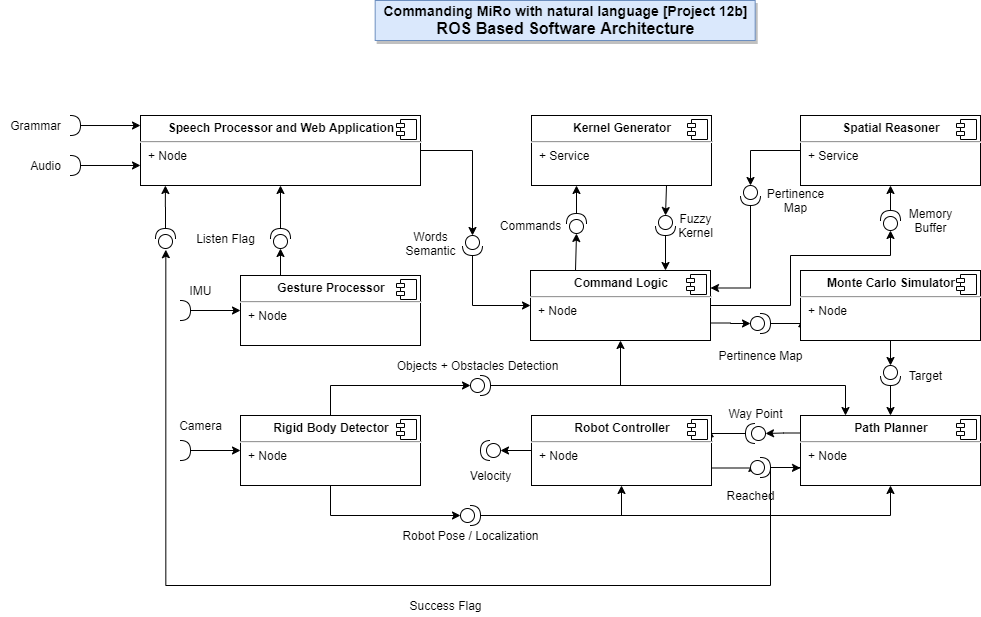 Commanding MiRo with natural language [Project 12b]
ROS Based Software Architecture
Grammar
Audio
Speech Processor and Web Application
+ Node
Kernel Generator
+ Service
Spatial Reasoner
+ Service
Listen Flag
Words
Semantic
Commands
Fuzzy
Kernel
Pertinence
Map
Memory
Buffer
IMU
Gesture Processor
+ Node
Command Logic
+ Node
Monte Carlo Simulator
+ Node
Pertinence Map
Objects + Obstacles Detection
Target
Camera
Rigid Body Detector
+ Node
Velocity
Robot Controller
+ Node
Way Point
Reached
Path Planner
+ Node
Robot Pose / Localization
Success Flag